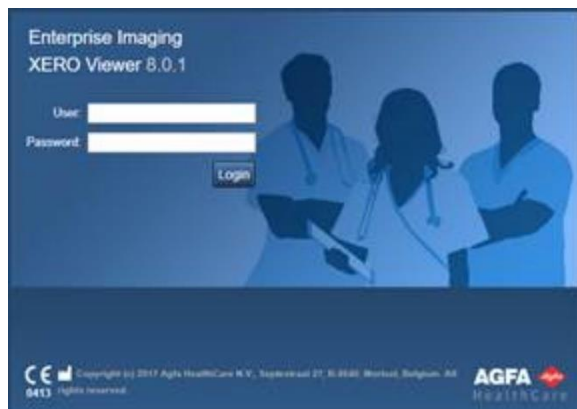 Enterprise Imaging
XERO Viewer 8.0.1
User:
Password:
Login
CE Copyright (c) 2017 Agfa HealthCare N.V., Septestraat 27, B-2640 Mortsel, Belgium. All
0413 rights reserved.
AGFA
HealthCare